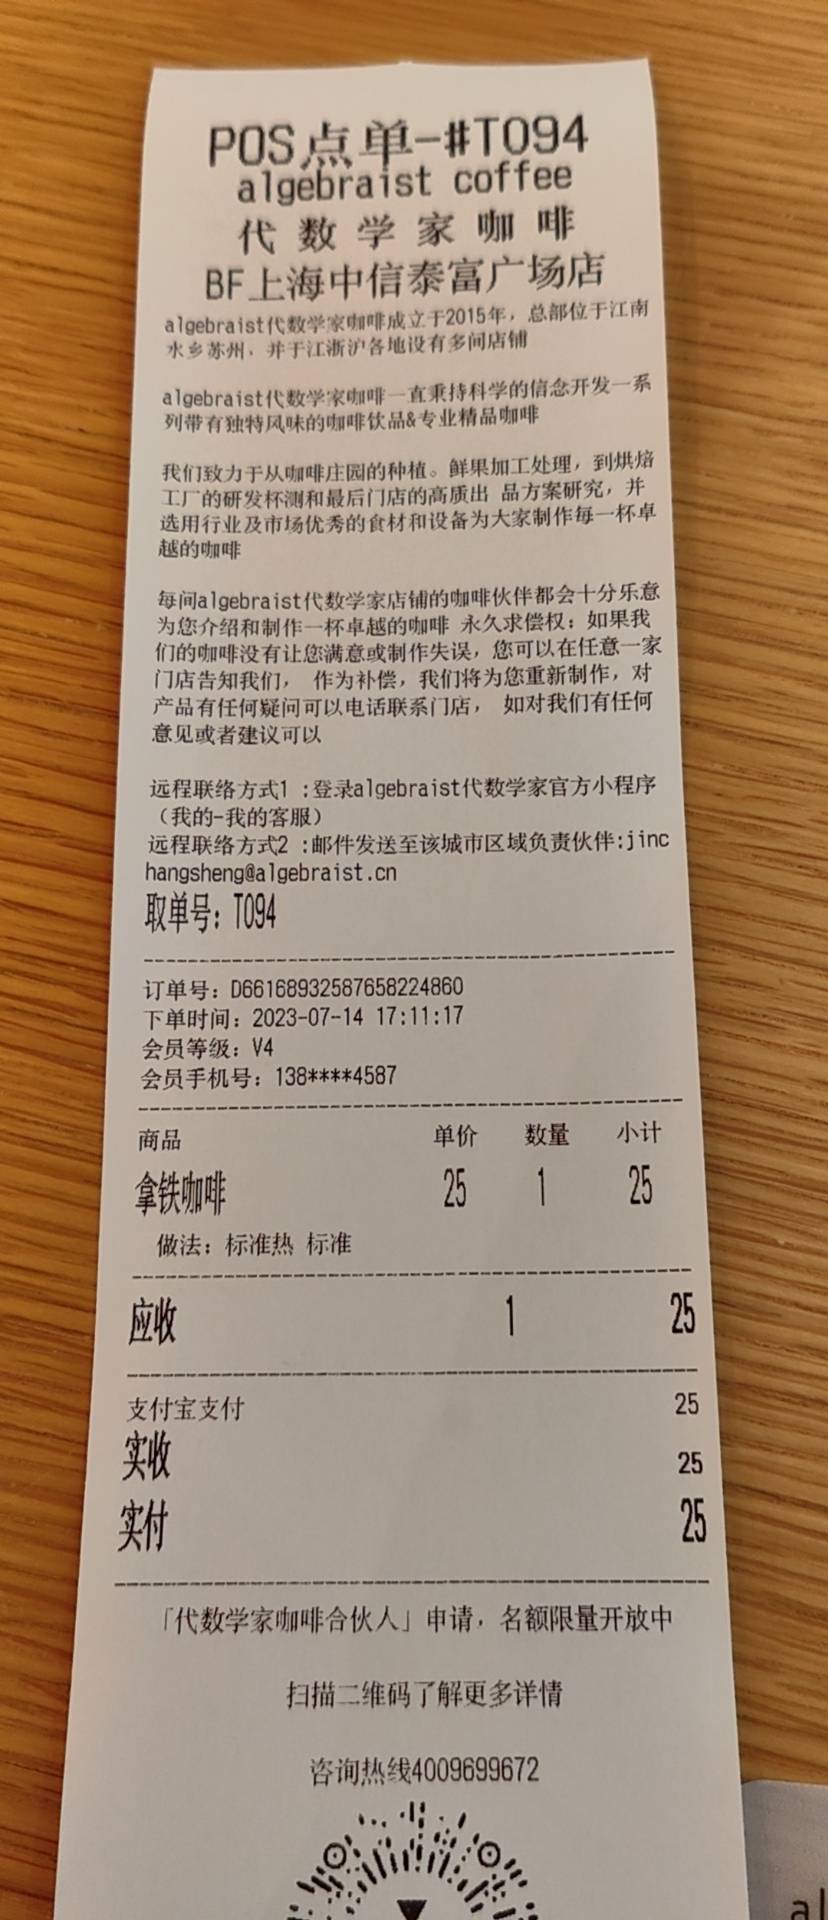 POS点单-#T094
algebraist coffee
代数学家咖啡
BF上海中信泰富广场店
algebraist代数学家咖啡成立于2015年，总部位于江南
水乡苏州，并于江浙沪各地设有多间店铺
algebraist代数学家咖啡一直秉持科学的信念开发一系
列带有独特风味的咖啡饮品&专业精品咖啡
我们致力于从咖啡庄园的种植。鲜果加工处理，到烘焙
工厂的研发杯测和最后门店的高质出 品方案研究，并
选用行业及市场优秀的食材和设备为大家制作每一杯卓
越的咖啡
每间algebraist代数学家店铺的咖啡伙伴都会十分乐意
为您介绍和制作一杯卓越的咖啡 永久求偿权：如果我
们的咖啡没有让您满意或制作失误，您可以在任意一家
门店告知我们， 作为补偿，我们将为您重新制作，对
产品有任何疑问可以电话联系门店， 如对我们有任何
意见或者建议可以
远程联络方式1 :登录algebraist代数学家官方小程序
（我的-我的客服）
远程联络方式2 :邮件发送至该城市区域负责伙伴:jinc
hangsheng@algebraist.cn
取单号：T094
订单号：D66168932587658224860
下单时间：2023-07-14 17:11:17
会员等级：V4
会员手机号：138****4587
商品 单价 数量 小计
拿铁咖啡 25 1 25
做法：标准热 标准
应收 1 25
支付宝支付 25
实收 25
实付 25
「代数学家咖啡合伙人」申请，名额限量开放中
扫描二维码了解更多详情
咨询热线4009699672
al